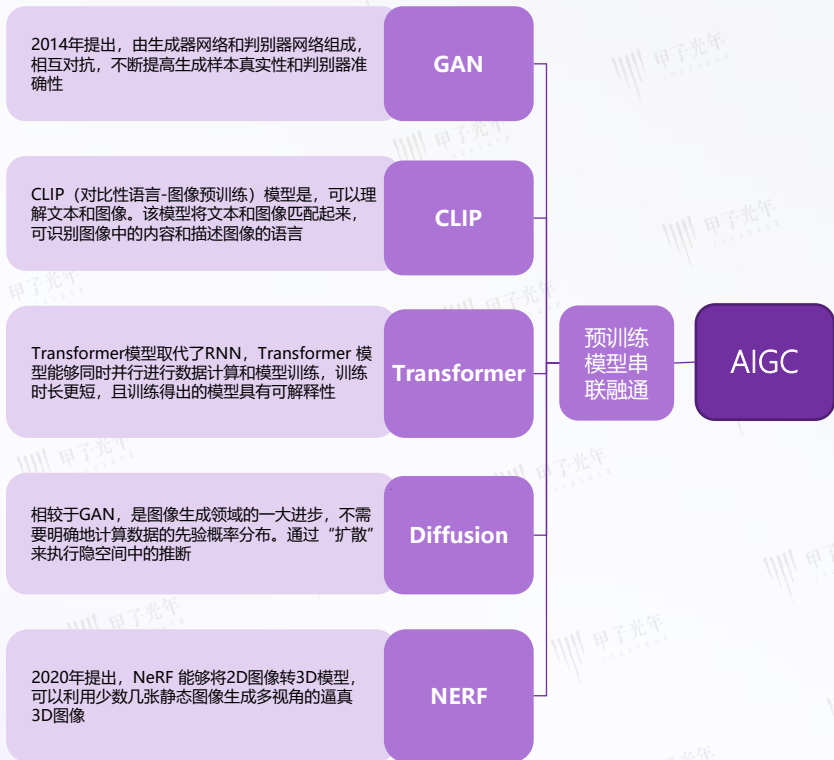 2014年提出，由生成器网络和判别器网络组成，
相互对抗，不断提高生成样本真实性和判别器准
确性
GAN
CLIP（对比性语言-图像预训练）模型是，可以理
解文本和图像。该模型将文本和图像匹配起来，
可识别图像中的内容和描述图像的语言
CLIP
Transformer模型取代了RNN，Transformer 模
型能够同时并行进行数据计算和模型训练，训练
时长更短，且训练得出的模型具有可解释性
Transformer
相较于GAN，是图像生成领域的一大进步，不需
要明确地计算数据的先验概率分布。通过“扩散”
来执行隐空间中的推断
Diffusion
2020年提出，NeRF 能够将2D图像转3D模型，
可以利用少数几张静态图像生成多视角的逼真
3D图像
NERF
预训练
模型串
联融通
AIGC
甲子光年